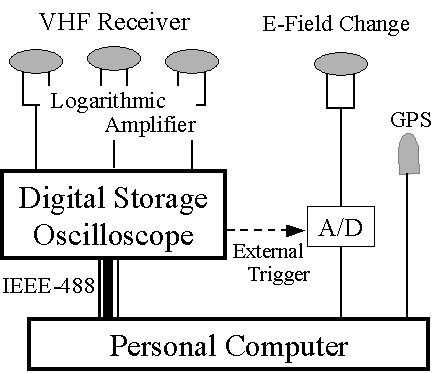 VHF Receiver
E-Field Change
Logarithmic
Amplifier
GPS
Digital Storage
Oscilloscope
A/D
External
Trigger
IEEE-488
Personal Computer